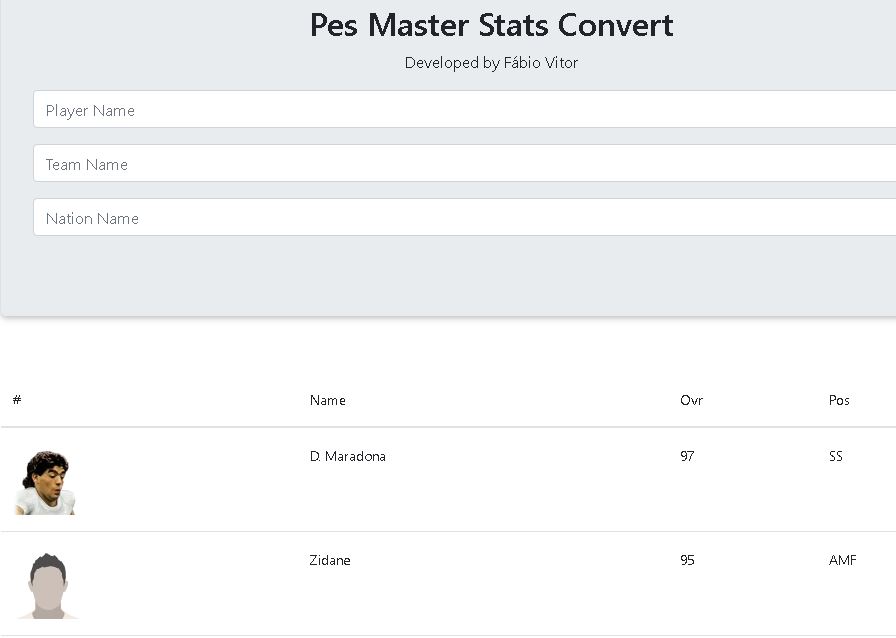 Pes Master Stats Convert
Developed by Fábio Vitor
Player Name
Team Name
Nation Name
# Name Ovr Pos
D. Maradona 97 SS
Zidane 95 AMF